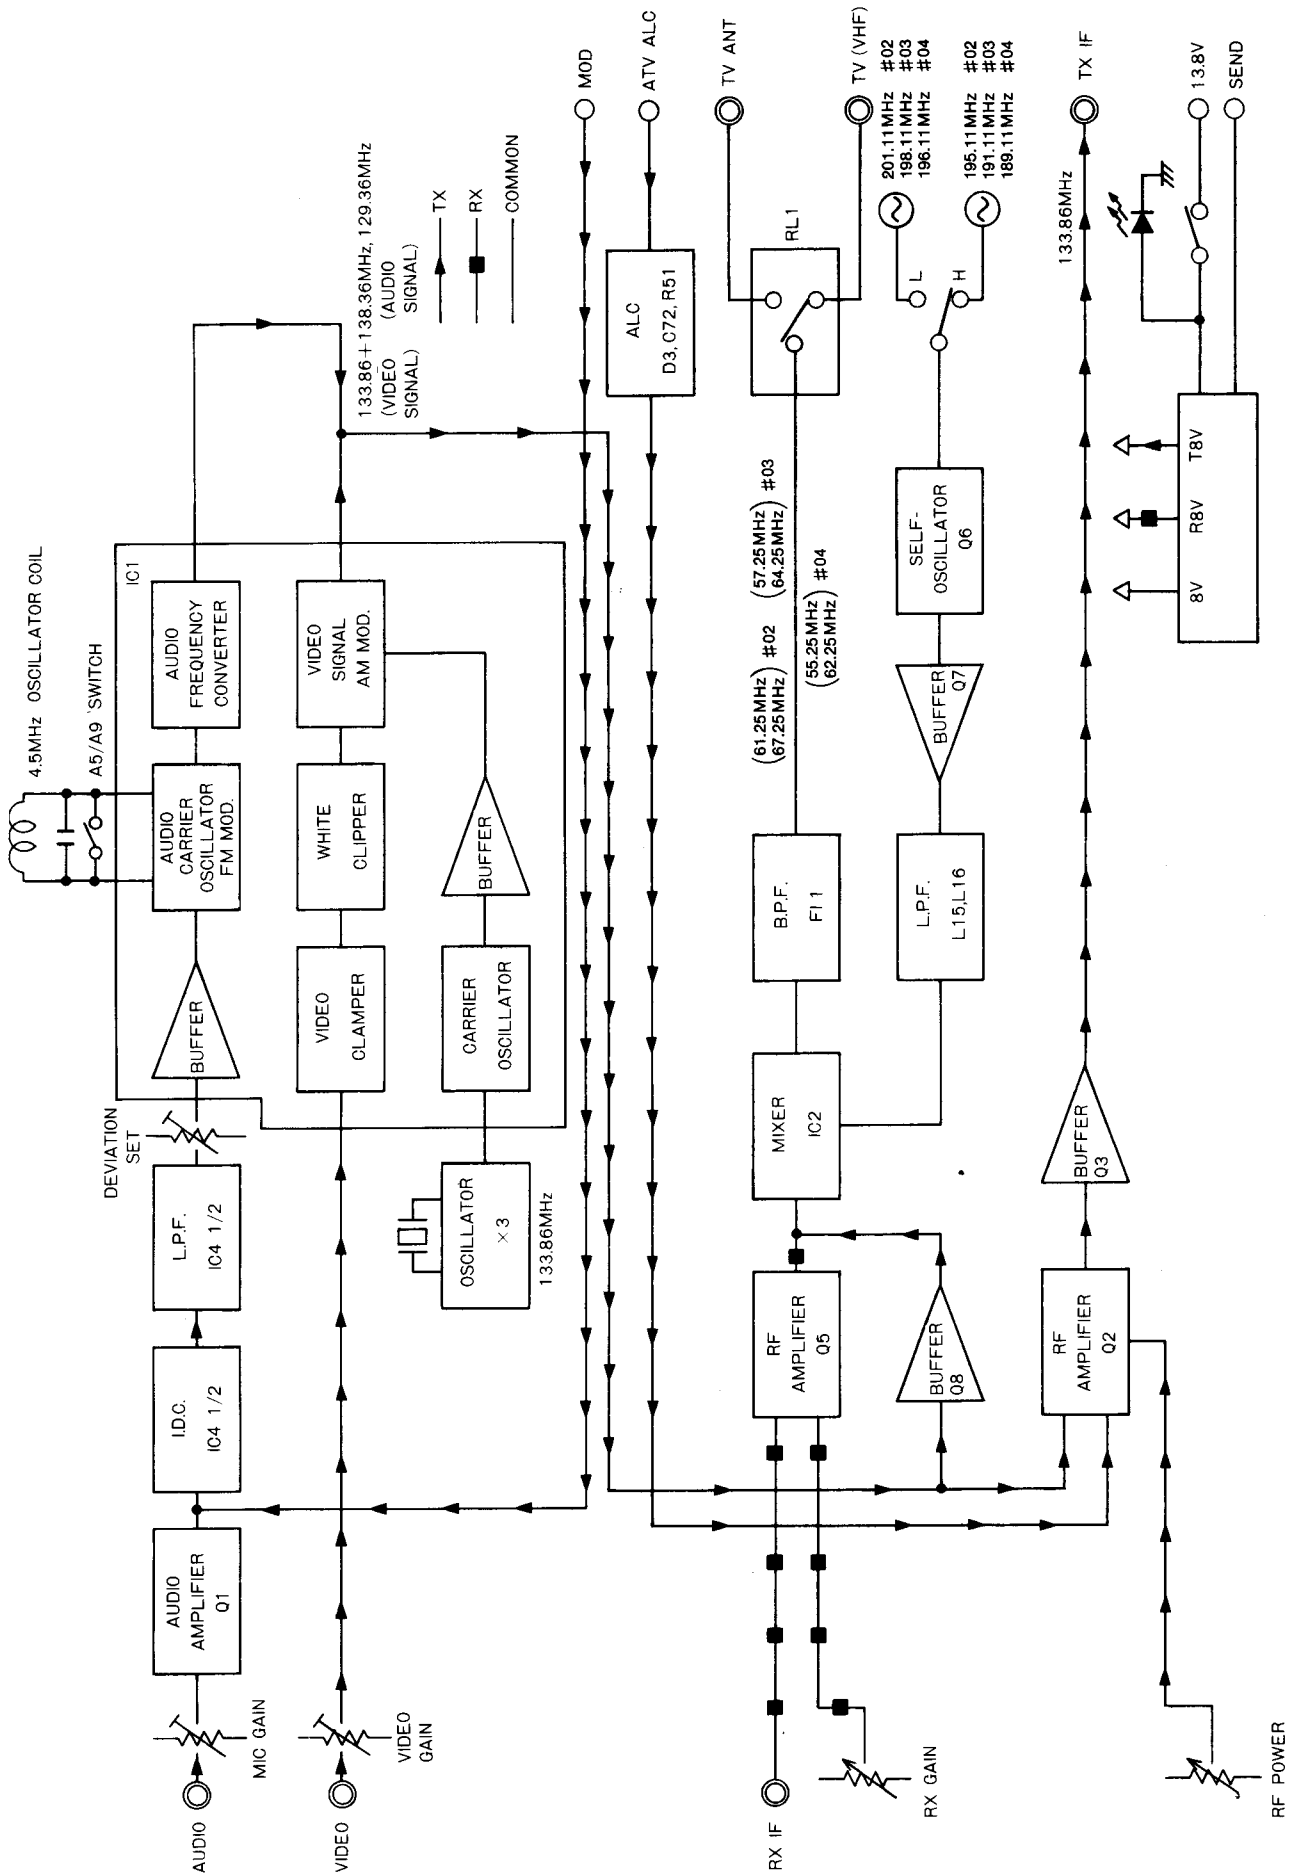 4.5MHz OSCILLATOR COIL
A5/A9 SWITCH
IC1
AUDIO
MIC GAIN
AUDIO
AMPLIFIER
Q1
I.D.C.
IC4 1/2
L.P.F.
IC4 1/2
DEVIATION
SET
BUFFER
AUDIO
CARRIER
OSCILLATOR
FM MOD.
AUDIO
FREQUENCY
CONVERTER
VIDEO
VIDEO
GAIN
VIDEO
CLAMPER
WHITE
CLIPPER
VIDEO
SIGNAL
AM MOD.
133.86+138.36MHz, 129.36MHz
(VIDEO
SIGNAL)
(AUDIO
SIGNAL)
TX
RX
COMMON
OSCILLATOR
×3
133.86MHz
CARRIER
OSCILLATOR
BUFFER
MOD
ATV ALC
ALC
D3, C72, R51
TV ANT
RL1
TV (VHF)
RX IF
RX GAIN
RF
AMPLIFIER
Q5
MIXER
IC2
B.P.F.
FI1
(61.25MHz
67.25MHz) #02
(57.25MHz
64.25MHz) #03
(55.25MHz
62.25MHz) #04
BUFFER
Q8
L.P.F.
L15,L16
BUFFER
Q7
SELF-
OSCILLATOR
Q6
L
H
201.11MHz #02
198.11MHz #03
196.11MHz #04
195.11MHz #02
191.11MHz #03
189.11MHz #04
RF POWER
RF
AMPLIFIER
Q2
BUFFER
Q3
133.86MHz
TX IF
8V
R8V
T8V
13.8V
SEND